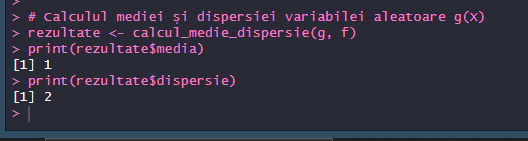 >
> # Calculul mediei și dispersiei variabilei aleatoare g(X)
> rezultate <- calcul_medie_dispersie(g, f)
> print(rezultate$media)
[1] 1
> print(rezultate$dispersie)
[1] 2
>